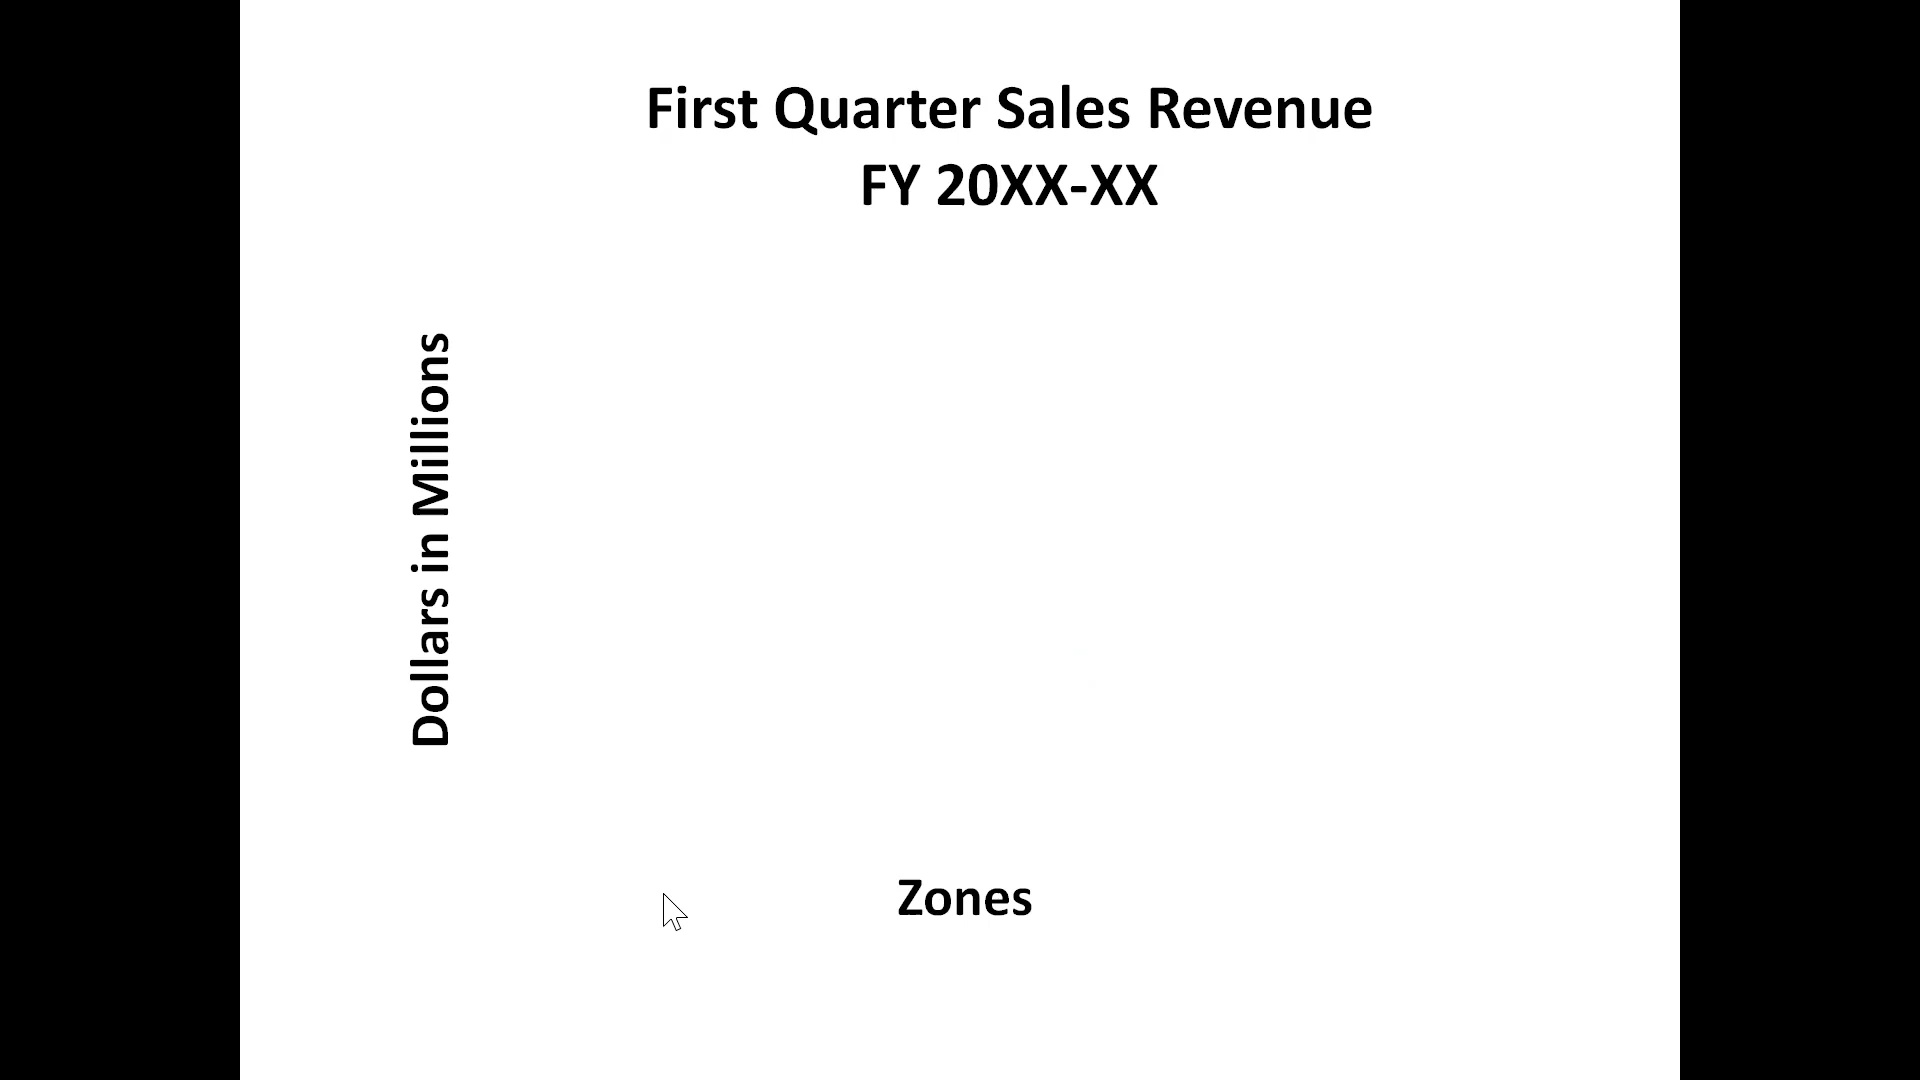 First Quarter Sales Revenue
FY 20XX-XX
Dollars in Millions
Zones